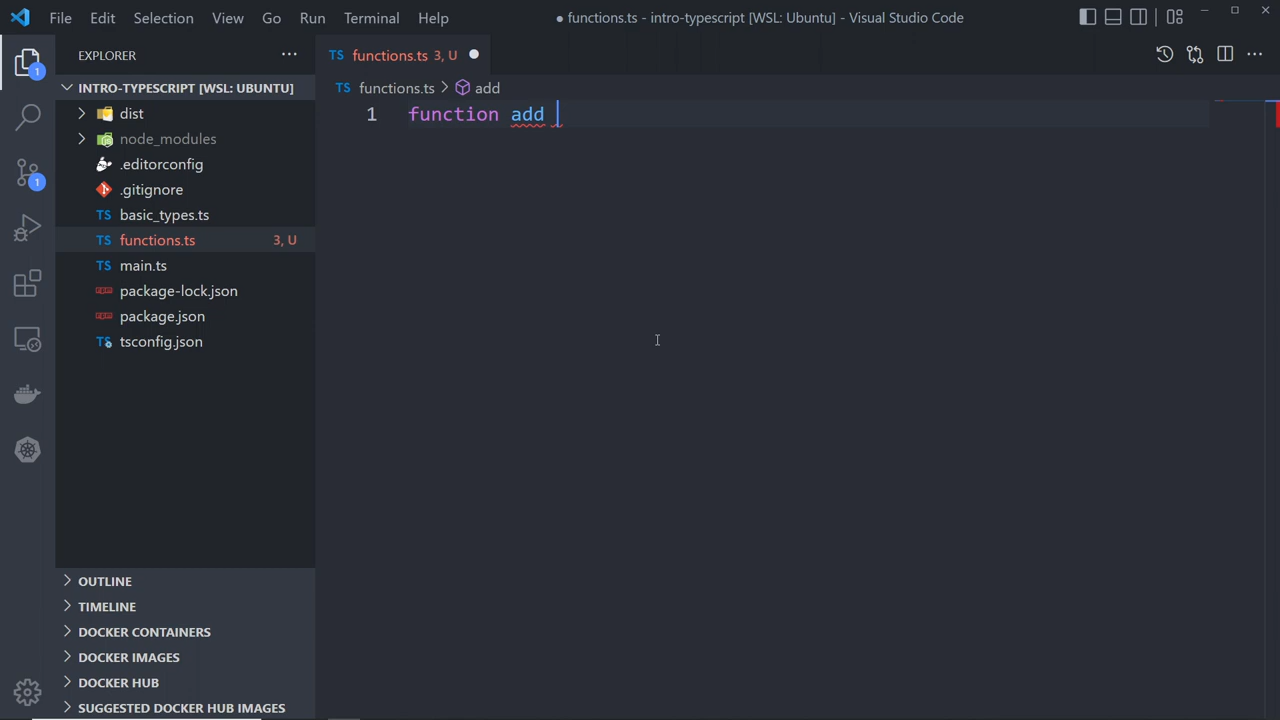 File Edit Selection View Go Run Terminal Help
● functions.ts - intro-typescript [WSL: Ubuntu] - Visual Studio Code
EXPLORER
TS functions.ts 3, U
1
INTRO-TYPESCRIPT [WSL: UBUNTU]
TS functions.ts > add
dist
1 function add
node_modules
.editorconfig
1
.gitignore
TS basic_types.ts
TS functions.ts 3, U
TS main.ts
package-lock.json
package.json
TS tsconfig.json
OUTLINE
TIMELINE
DOCKER CONTAINERS
DOCKER IMAGES
DOCKER HUB
SUGGESTED DOCKER HUB IMAGES